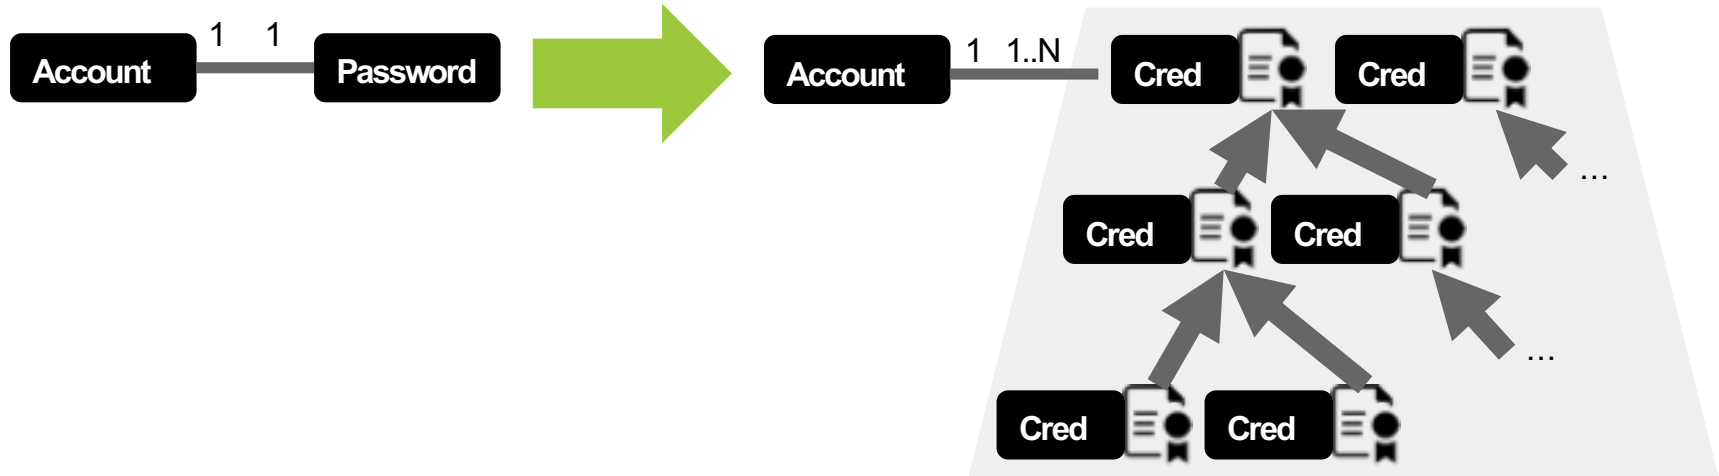 1 1
Account Password
1 1..N
Account Cred Cred
...
Cred Cred
...
Cred Cred